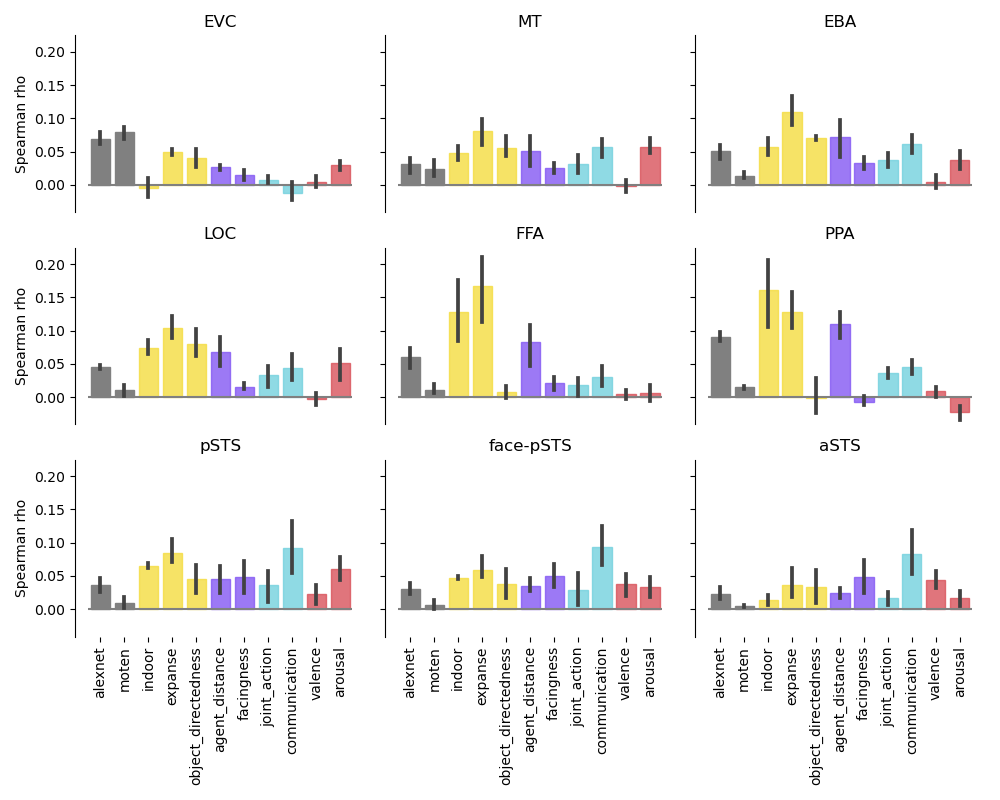 EVC
MT
EBA
Spearman rho
0.20
0.15
0.10
0.05
0.00
LOC
FFA
PPA
Spearman rho
0.20
0.15
0.10
0.05
0.00
pSTS
face-pSTS
aSTS
Spearman rho
0.20
0.15
0.10
0.05
0.00
alexnet
moten
indoor
expanse
object_directedness
agent_distance
facingness
joint_action
communication
valence
arousal
alexnet
moten
indoor
expanse
object_directedness
agent_distance
facingness
joint_action
communication
valence
arousal
alexnet
moten
indoor
expanse
object_directedness
agent_distance
facingness
joint_action
communication
valence
arousal